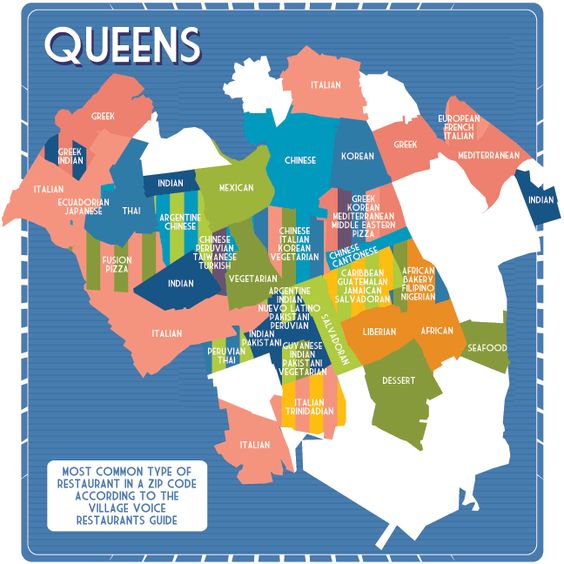 QUEENS
ITALIAN
GREEK
EUROPEAN
FRENCH
ITALIAN
GREEK
INDIAN
CHINESE
KOREAN
GREEK
MEDITERRANEAN
ITALIAN
ECUADORIAN
JAPANESE
THAI
INDIAN
MEXICAN
INDIAN
ARGENTINE
CHINESE
GREEK
KOREAN
MEDITERRANEAN
MIDDLE EASTERN
PIZZA
CHINESE
PERUVIAN
TAIWANESE
TURKISH
CHINESE
ITALIAN
KOREAN
VEGETARIAN
CHINESE
CANTONESE
FUSION
PIZZA
INDIAN
VEGETARIAN
CARIBBEAN
GUATEMALAN
JAMAICAN
SALVADORAN
AFRICAN
BAKERY
FILIPINO
NIGERIAN
ARGENTINE
INDIAN
NUEVO LATINO
PAKISTANI
PERUVIAN
SALVADORAN
ITALIAN
INDIAN
PAKISTANI
LIBERIAN
AFRICAN
SEAFOOD
PERUVIAN
THAI
GUYANESE
INDIAN
PAKISTANI
VEGETARIAN
DESSERT
ITALIAN
TRINIDADIAN
ITALIAN
MOST COMMON TYPE OF
RESTAURANT IN A ZIP CODE
ACCORDING TO THE
VILLAGE VOICE
RESTAURANTS GUIDE